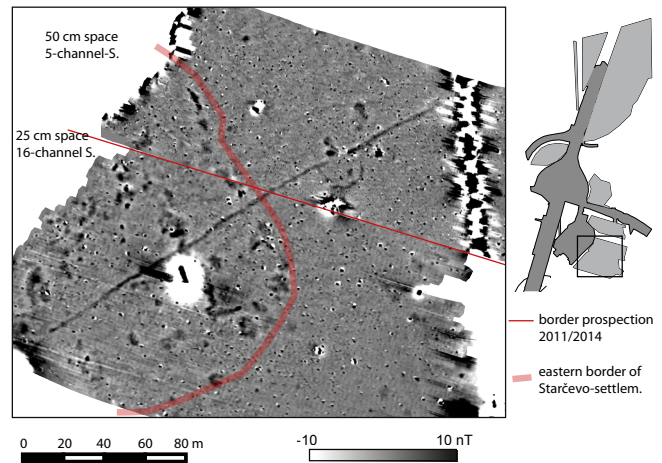 50 cm space
5-channel-S.
25 cm space
16-channel S.
border prospection
2011/2014
eastern border of
Starčevo-settlem.
0 20 40 60 80 m
-10 10 nT